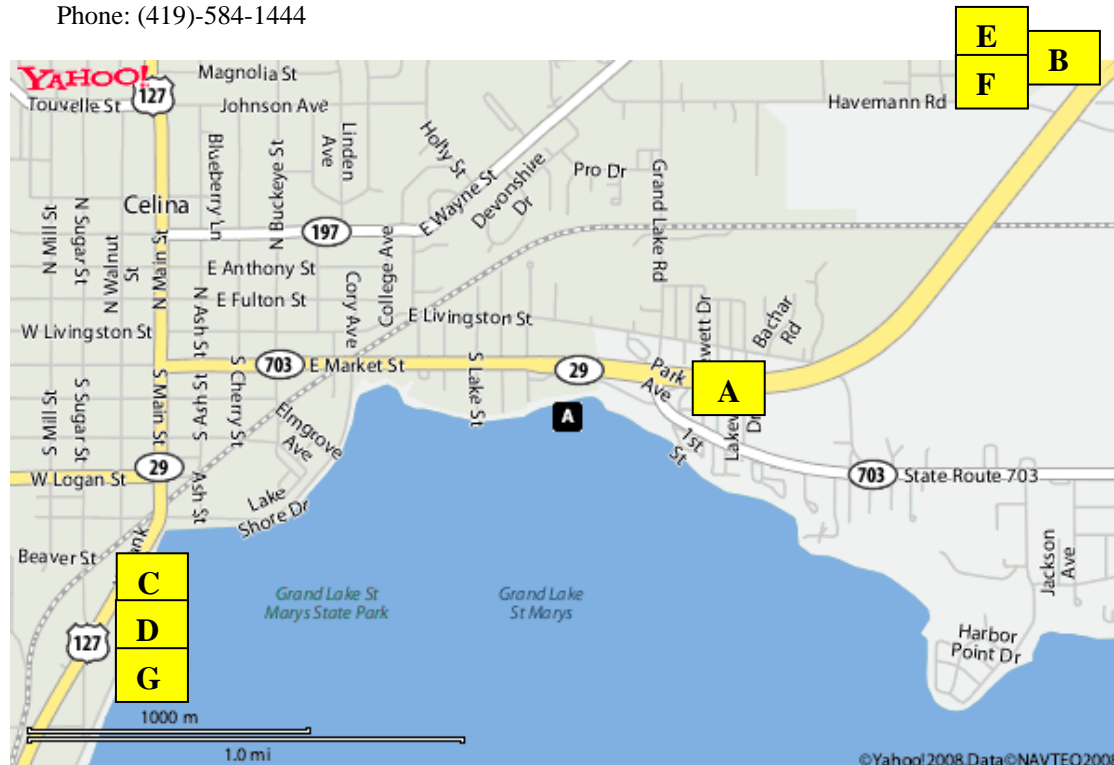 Phone: (419)-584-1444
E
B
F
YAHOO!
Magnolia St
127
Touvelle St
Johnson Ave
Havemann Rd
Linden Ave
Holly St
Blueberry Ln
N Buckeye St
Pro Dr
Devonshire Dr
Grand Lake Rd
E Wayne St
Celina
N Mill St
N Sugar St
N Walnut St
N Main St
197
College Ave
E Anthony St
Cory Ave
E Fulton St
N Ash St
E Livingston St
W Livingston St
Bachar Rd
703
E Market St
29
Park Ave
A
S Mill St
S Sugar St
S Main St
S Ash St
S Cherry St
S Lake St
A
Elmgrove Ave
1st St
Dr
29
W Logan St
703
State Route 703
Ash St
Lake Shore Dr
Beaver St
Jackson Ave
C
Grand Lake St Marys State Park
Grand Lake St Marys
D
127
Harbor Point Dr
G
1000 m
1.0 mi
©Yahoo! 2008 Data©NAVTEQ2008